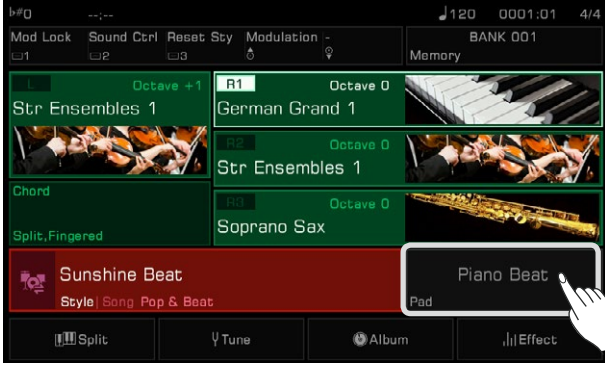 b#0 --:-- ♩120 0001:01 4/4
Mod Lock Sound Ctrl Reset Sty Modulation - BANK 001
1 2 3 Memory
L Octave +1
Str Ensembles 1
R1 Octave 0
German Grand 1
R2 Octave 0
Str Ensembles 1
R3 Octave 0
Soprano Sax
Chord
Split,Fingered
Sunshine Beat
Style| Song Pop & Beat
Piano Beat
Pad
Split Tune Album Effect